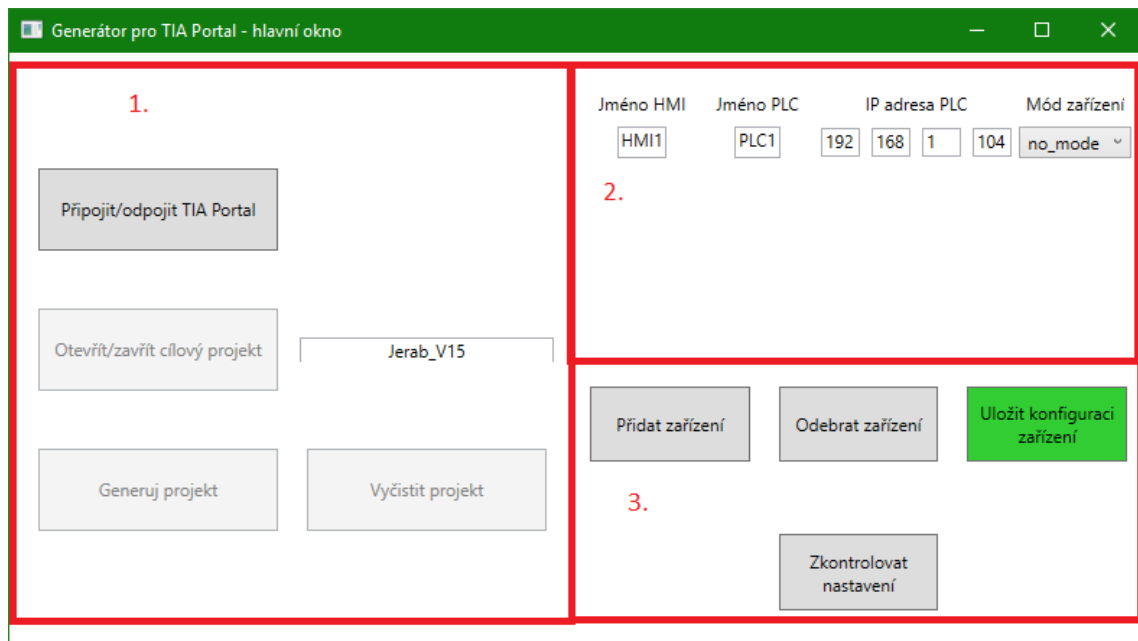 Generátor pro TIA Portal - hlavní okno
1.
Připojit/odpojit TIA Portal
Otevřít/zavřít cílový projekt
Jerab_V15
Generuj projekt
Vyčistit projekt
Jméno HMI
Jméno PLC
IP adresa PLC
Mód zařízení
HMI1
PLC1
192
168
1
104
no_mode
2.
Přidat zařízení
Odebrat zařízení
Uložit konfiguraci
zařízení
3.
Zkontrolovat
nastavení